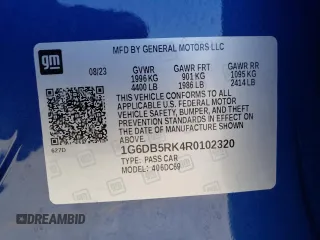 MFD BY GENERAL MOTORS LLC
gm
08/23 GVWR GAWR FRT GAWR RR
1996 KG 901 KG 1095 KG
4400 LB 1986 LB 2414 LB
THIS VEHICLE CONFORMS TO ALL
APPLICABLE U.S. FEDERAL MOTOR
VEHICLE SAFETY, BUMPER, AND THEFT
PREVENTION STANDARDS IN EFFECT ON
THE DATE OF MANUFACTURE SHOWN ABOVE.
1G6DB5RK4R0102320
TYPE: PASS CAR
MODEL: 406DC69
DREAMBID